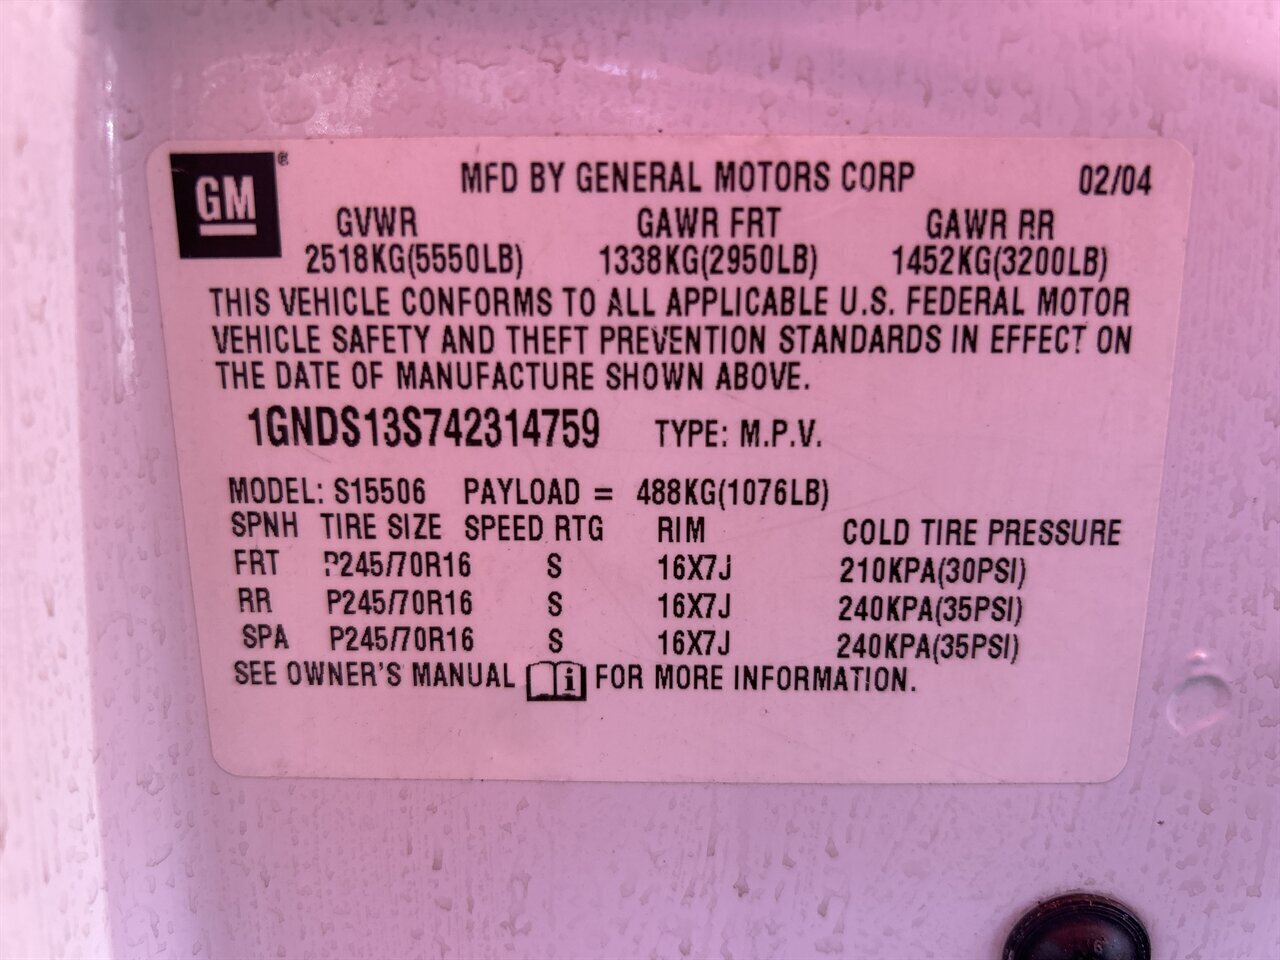 GM® MFD BY GENERAL MOTORS CORP 02/04
GVWR GAWR FRT GAWR RR
2518KG(5550LB) 1338KG(2950LB) 1452KG(3200LB)
THIS VEHICLE CONFORMS TO ALL APPLICABLE U.S. FEDERAL MOTOR
VEHICLE SAFETY AND THEFT PREVENTION STANDARDS IN EFFECT ON
THE DATE OF MANUFACTURE SHOWN ABOVE.
1GNDS13S742314759 TYPE: M.P.V.
MODEL: S15506 PAYLOAD = 488KG(1076LB)
SPNH TIRE SIZE SPEED RTG RIM COLD TIRE PRESSURE
FRT P245/70R16 S 16X7J 210KPA(30PSI)
RR P245/70R16 S 16X7J 240KPA(35PSI)
SPA P245/70R16 S 16X7J 240KPA(35PSI)
SEE OWNER'S MANUAL i FOR MORE INFORMATION.